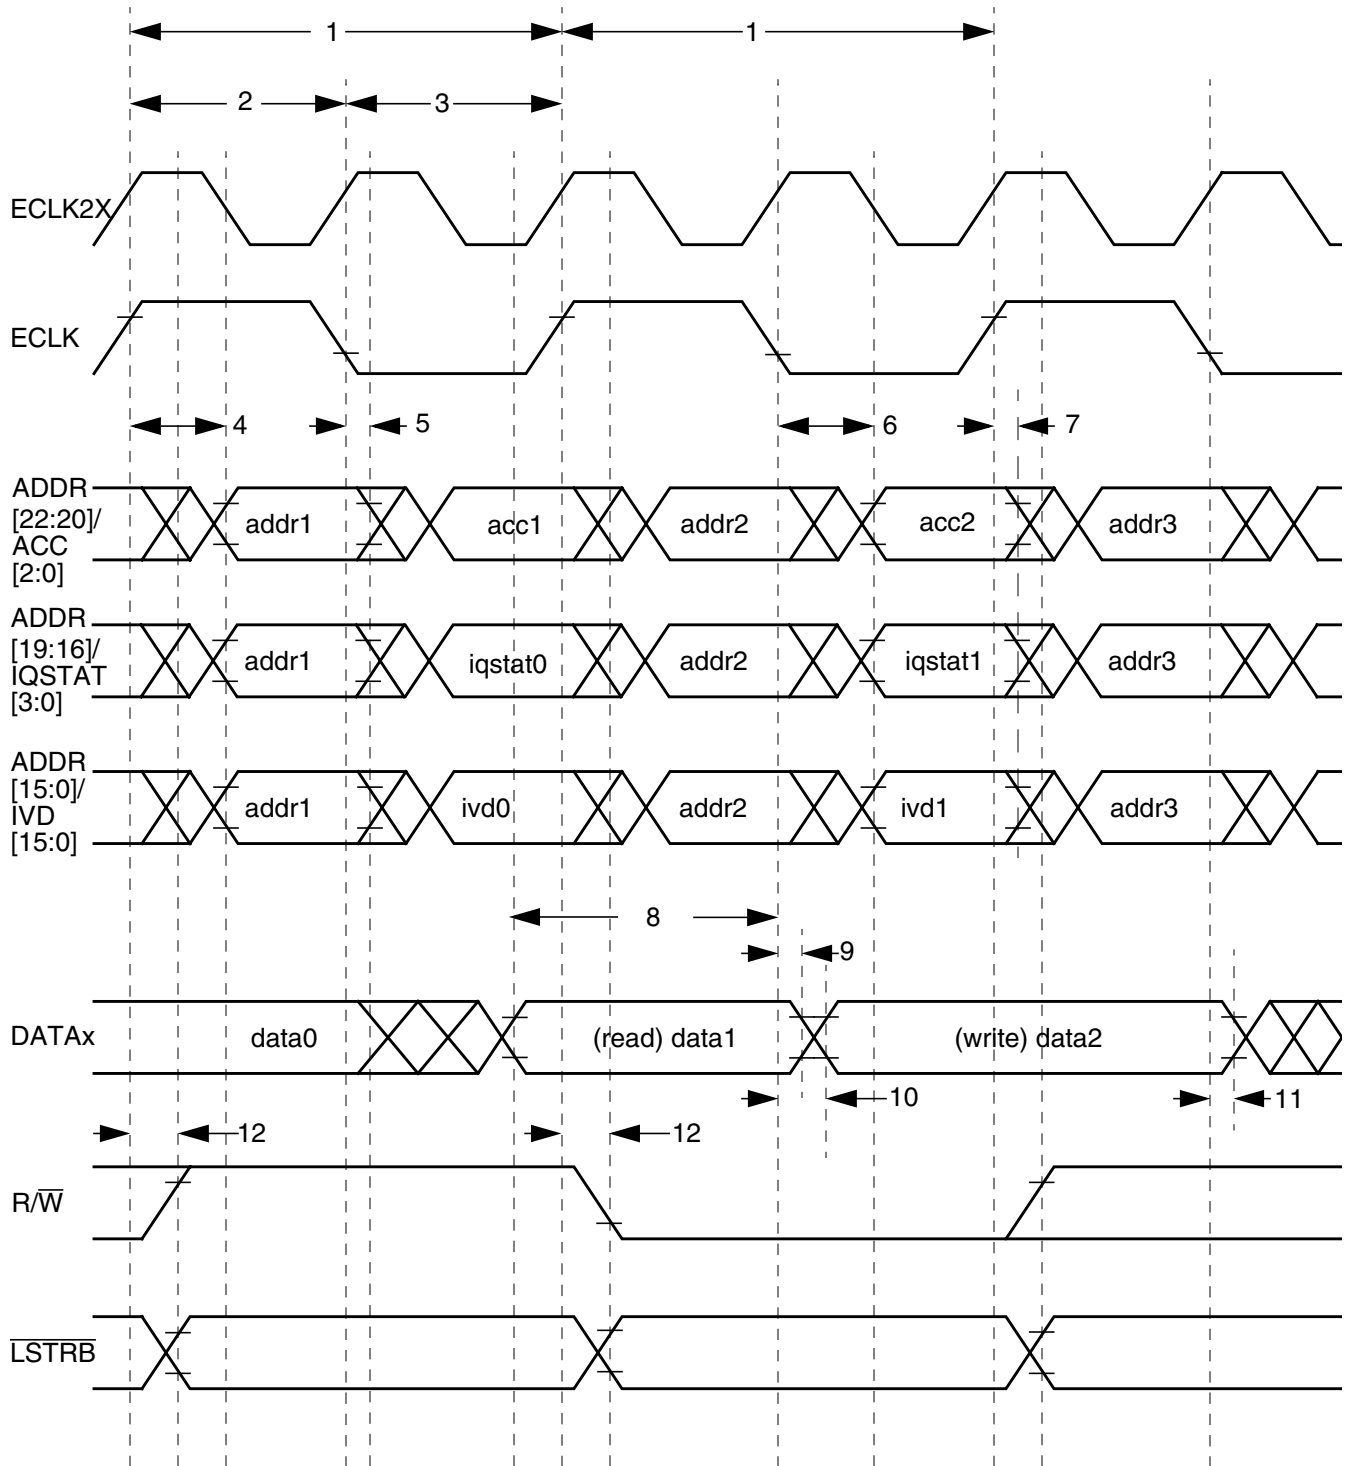 1 1
2 3
ECLK2X
ECLK
4 5 6 7
ADDR
[22:20]/
ACC
[2:0]
addr1 acc1 addr2 acc2 addr3
ADDR
[19:16]/
IQSTAT
[3:0]
addr1 iqstat0 addr2 iqstat1 addr3
ADDR
[15:0]/
IVD
[15:0]
addr1 ivd0 addr2 ivd1 addr3
8
9
DATAx data0 (read) data1 (write) data2
10 11
12 12
R/W̅
L̅S̅T̅R̅B̅